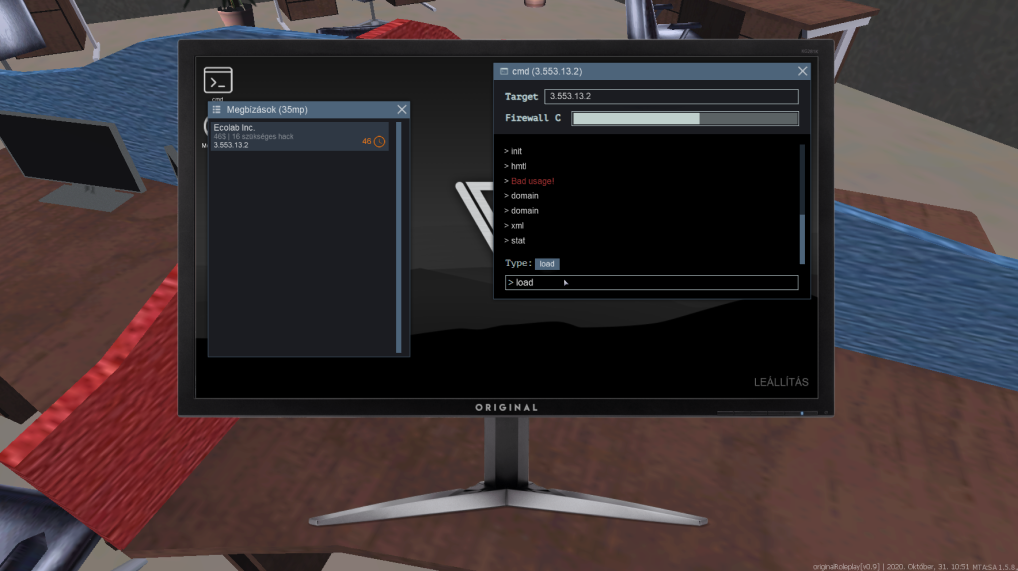 cmd
Megbízások (35mp)
Ecolab Inc.
46$ | 16 szükséges hack
3.553.13.2
46
cmd (3.553.13.2)
Target 3.553.13.2
Firewall C
> init
> hmtl
> Bad usage!
> domain
> domain
> xml
> stat
Type: load
> load
LEÁLLÍTÁS
ORIGINAL
originalRoleplay[v0.9] | 2020. Október, 31. 10:51 MTA:SA 1.5.8